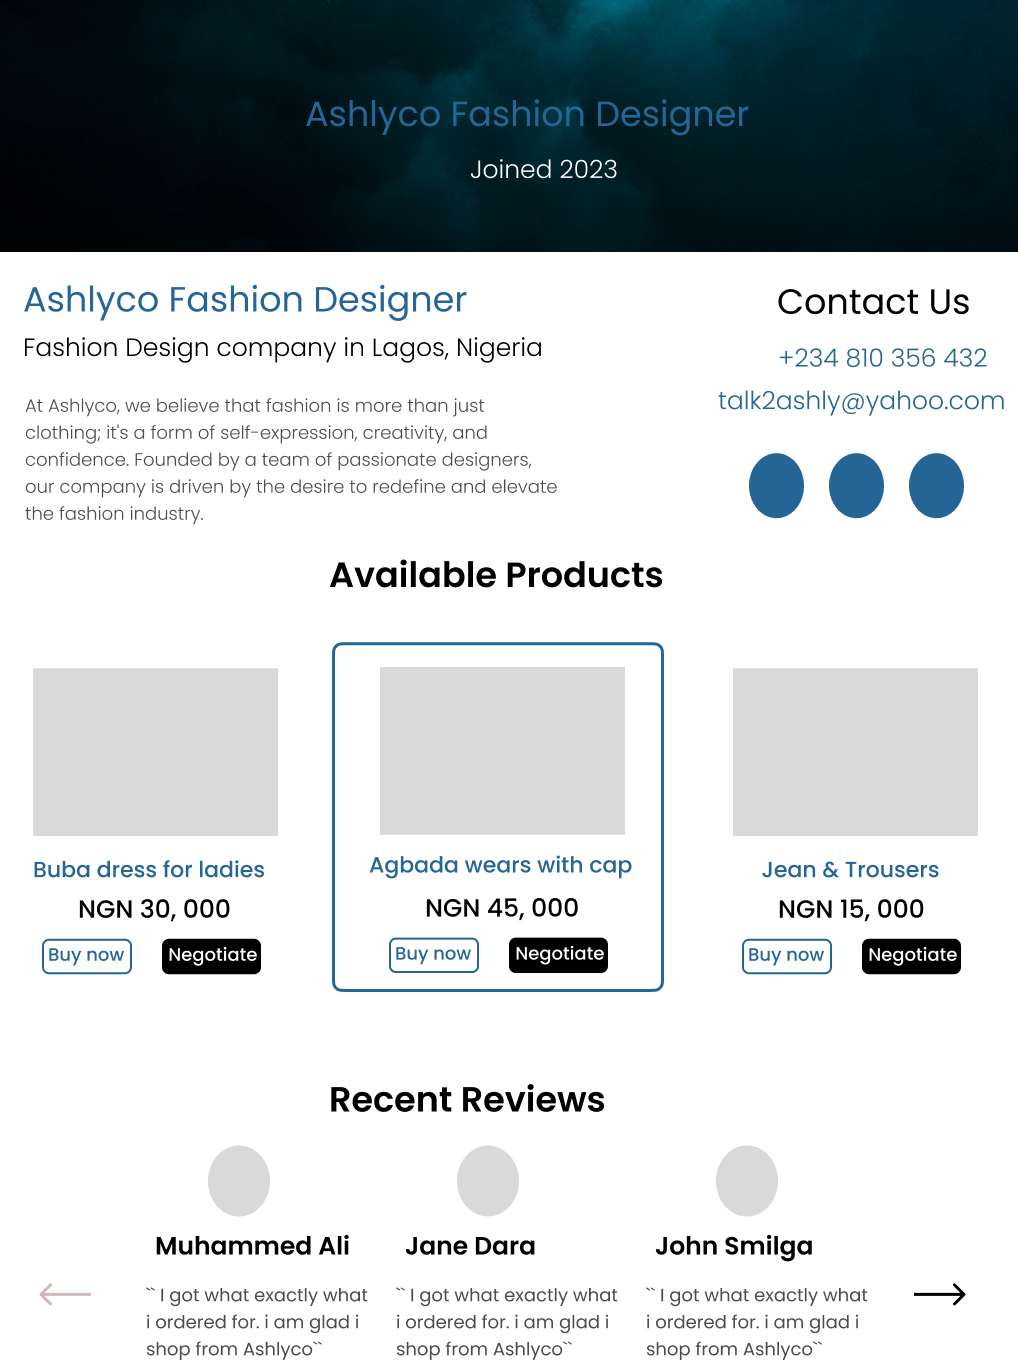 Ashlyco Fashion Designer
Joined 2023
Ashlyco Fashion Designer
Fashion Design company in Lagos, Nigeria
At Ashlyco, we believe that fashion is more than just
clothing; it's a form of self-expression, creativity, and
confidence. Founded by a team of passionate designers,
our company is driven by the desire to redefine and elevate
the fashion industry.
Contact Us
+234 810 356 432
talk2ashly@yahoo.com
Available Products
Buba dress for ladies
NGN 30, 000
Buy now
Negotiate
Agbada wears with cap
NGN 45, 000
Buy now
Negotiate
Jean & Trousers
NGN 15, 000
Buy now
Negotiate
Recent Reviews
Muhammed Ali
`` I got what exactly what
i ordered for. i am glad i
shop from Ashlyco``
Jane Dara
`` I got what exactly what
i ordered for. i am glad i
shop from Ashlyco``
John Smilga
`` I got what exactly what
i ordered for. i am glad i
shop from Ashlyco``